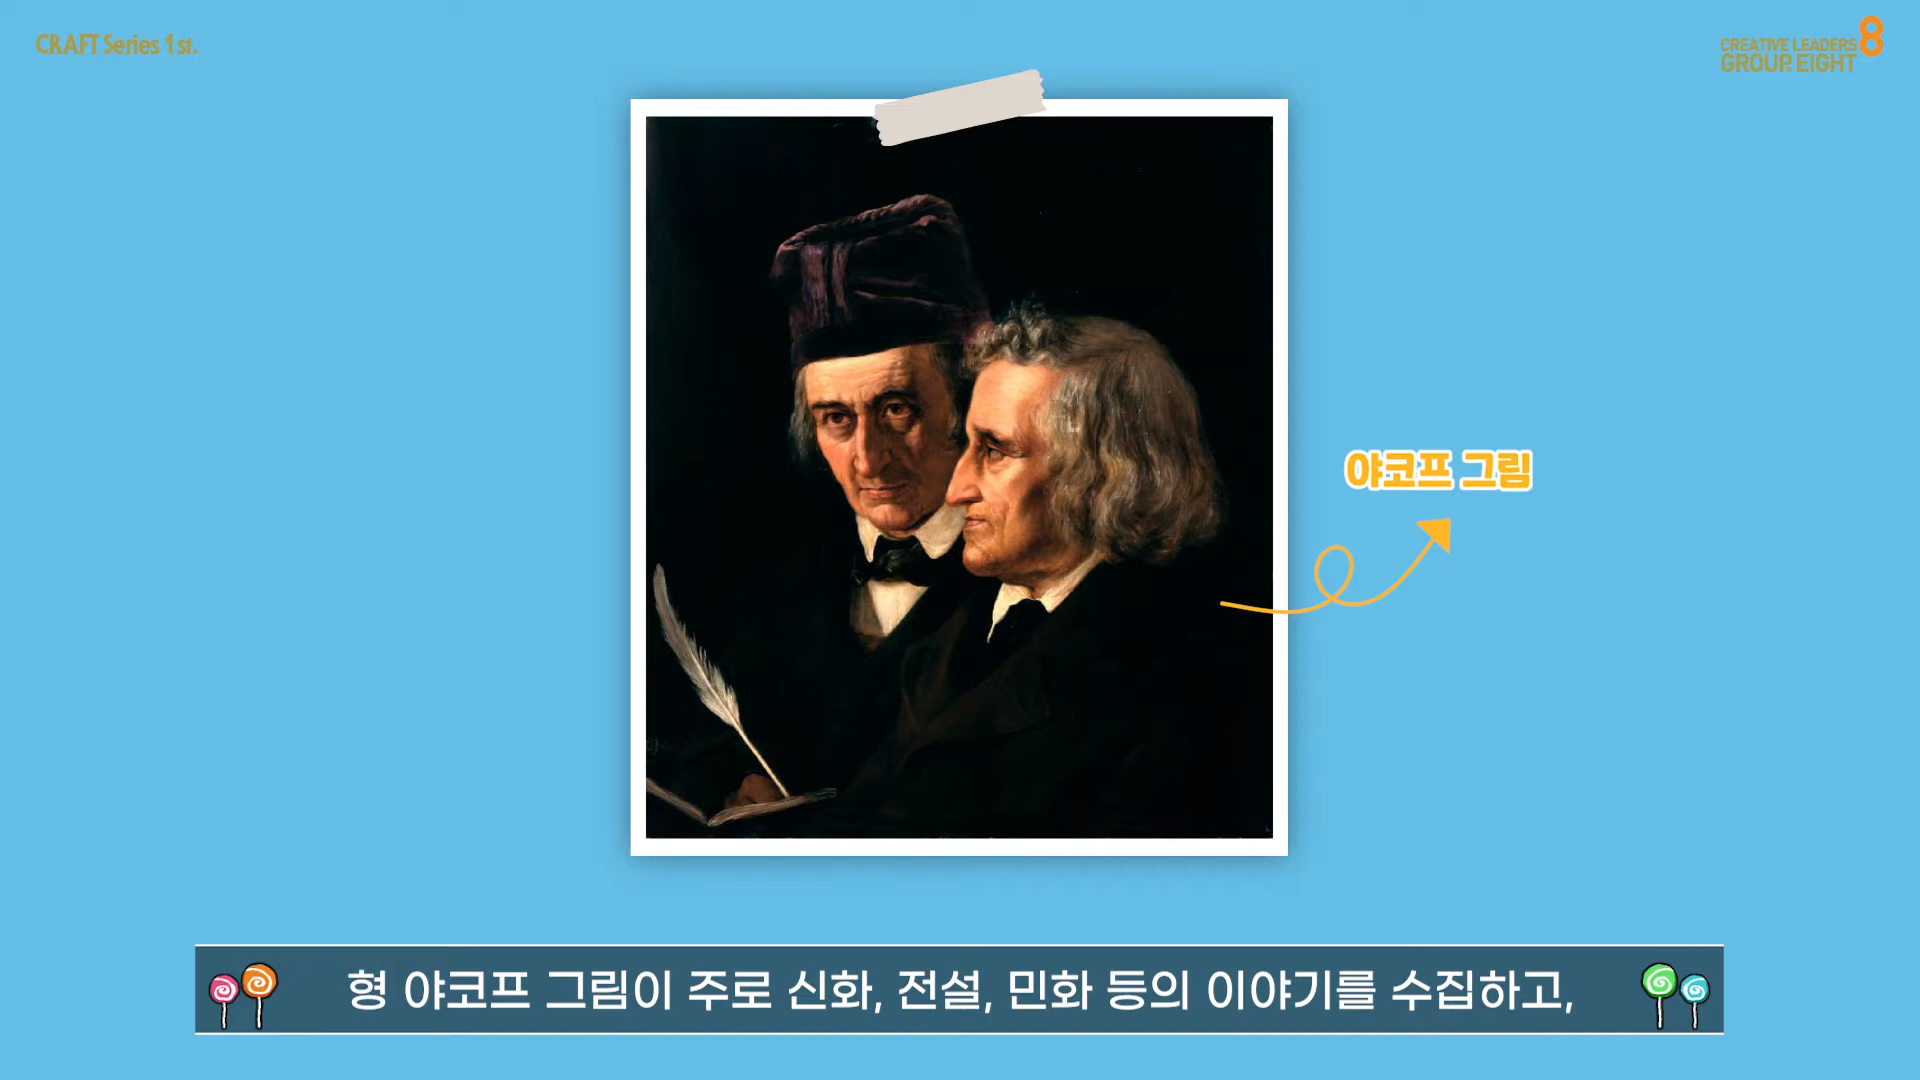 CRAFT Series 1st.
CREATIVE LEADERS 8
GROUP EIGHT
야코프 그림
형 야코프 그림이 주로 신화, 전설, 민화 등의 이야기를 수집하고,